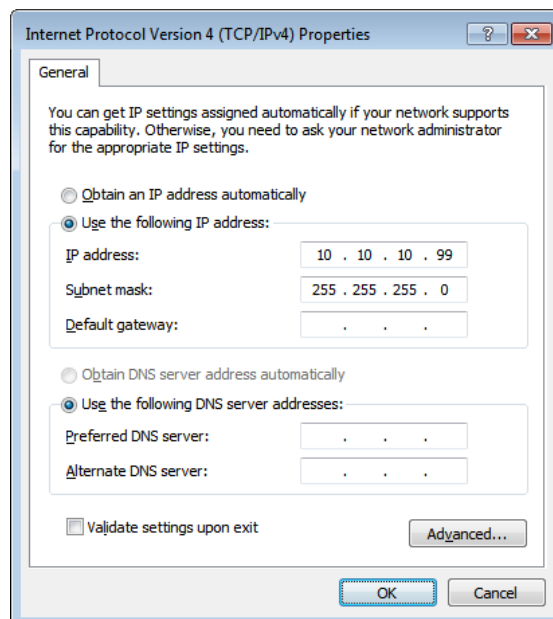 Internet Protocol Version 4 (TCP/IPv4) Properties
?
General
You can get IP settings assigned automatically if your network supports
this capability. Otherwise, you need to ask your network administrator
for the appropriate IP settings.
Obtain an IP address automatically
Use the following IP address:
IP address: 10 . 10 . 10 . 99
Subnet mask: 255 . 255 . 255 . 0
Default gateway: . . .
Obtain DNS server address automatically
Use the following DNS server addresses:
Preferred DNS server: . . .
Alternate DNS server: . . .
Validate settings upon exit
Advanced...
OK Cancel